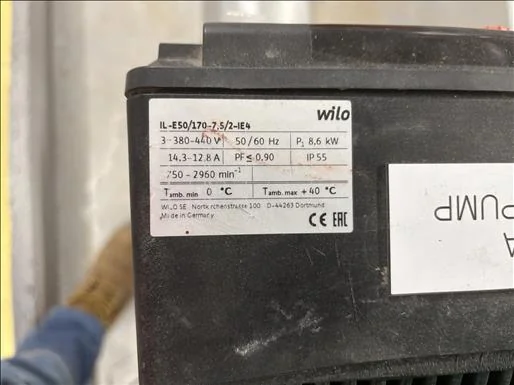 wilo
IL-E50/170-7,5/2-IE4
3~380-440 V 50/60 Hz P₁ 8,6 kW
14.3-12.8 A PF≤ 0.90 IP 55
750 - 2960 min⁻¹
Tamb. min 0 °C Tamb. max +40 °C
WILO SE Nortkirchenstrasse 100 D-44263 Dortmund
Made in Germany CE EAC
A
PUMP